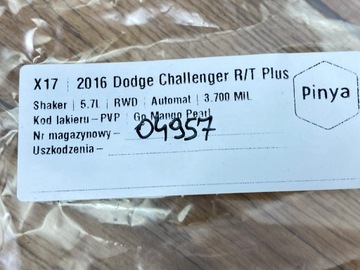 X17 | 2016 Dodge Challenger R/T Plus
Shaker | 5.7L | RWD | Automat | 3.700 MIL
Kod lakieru – PVP | Go Mango Pearl
Nr magazynowy – 04957
Uszkodzenia –
Pinya